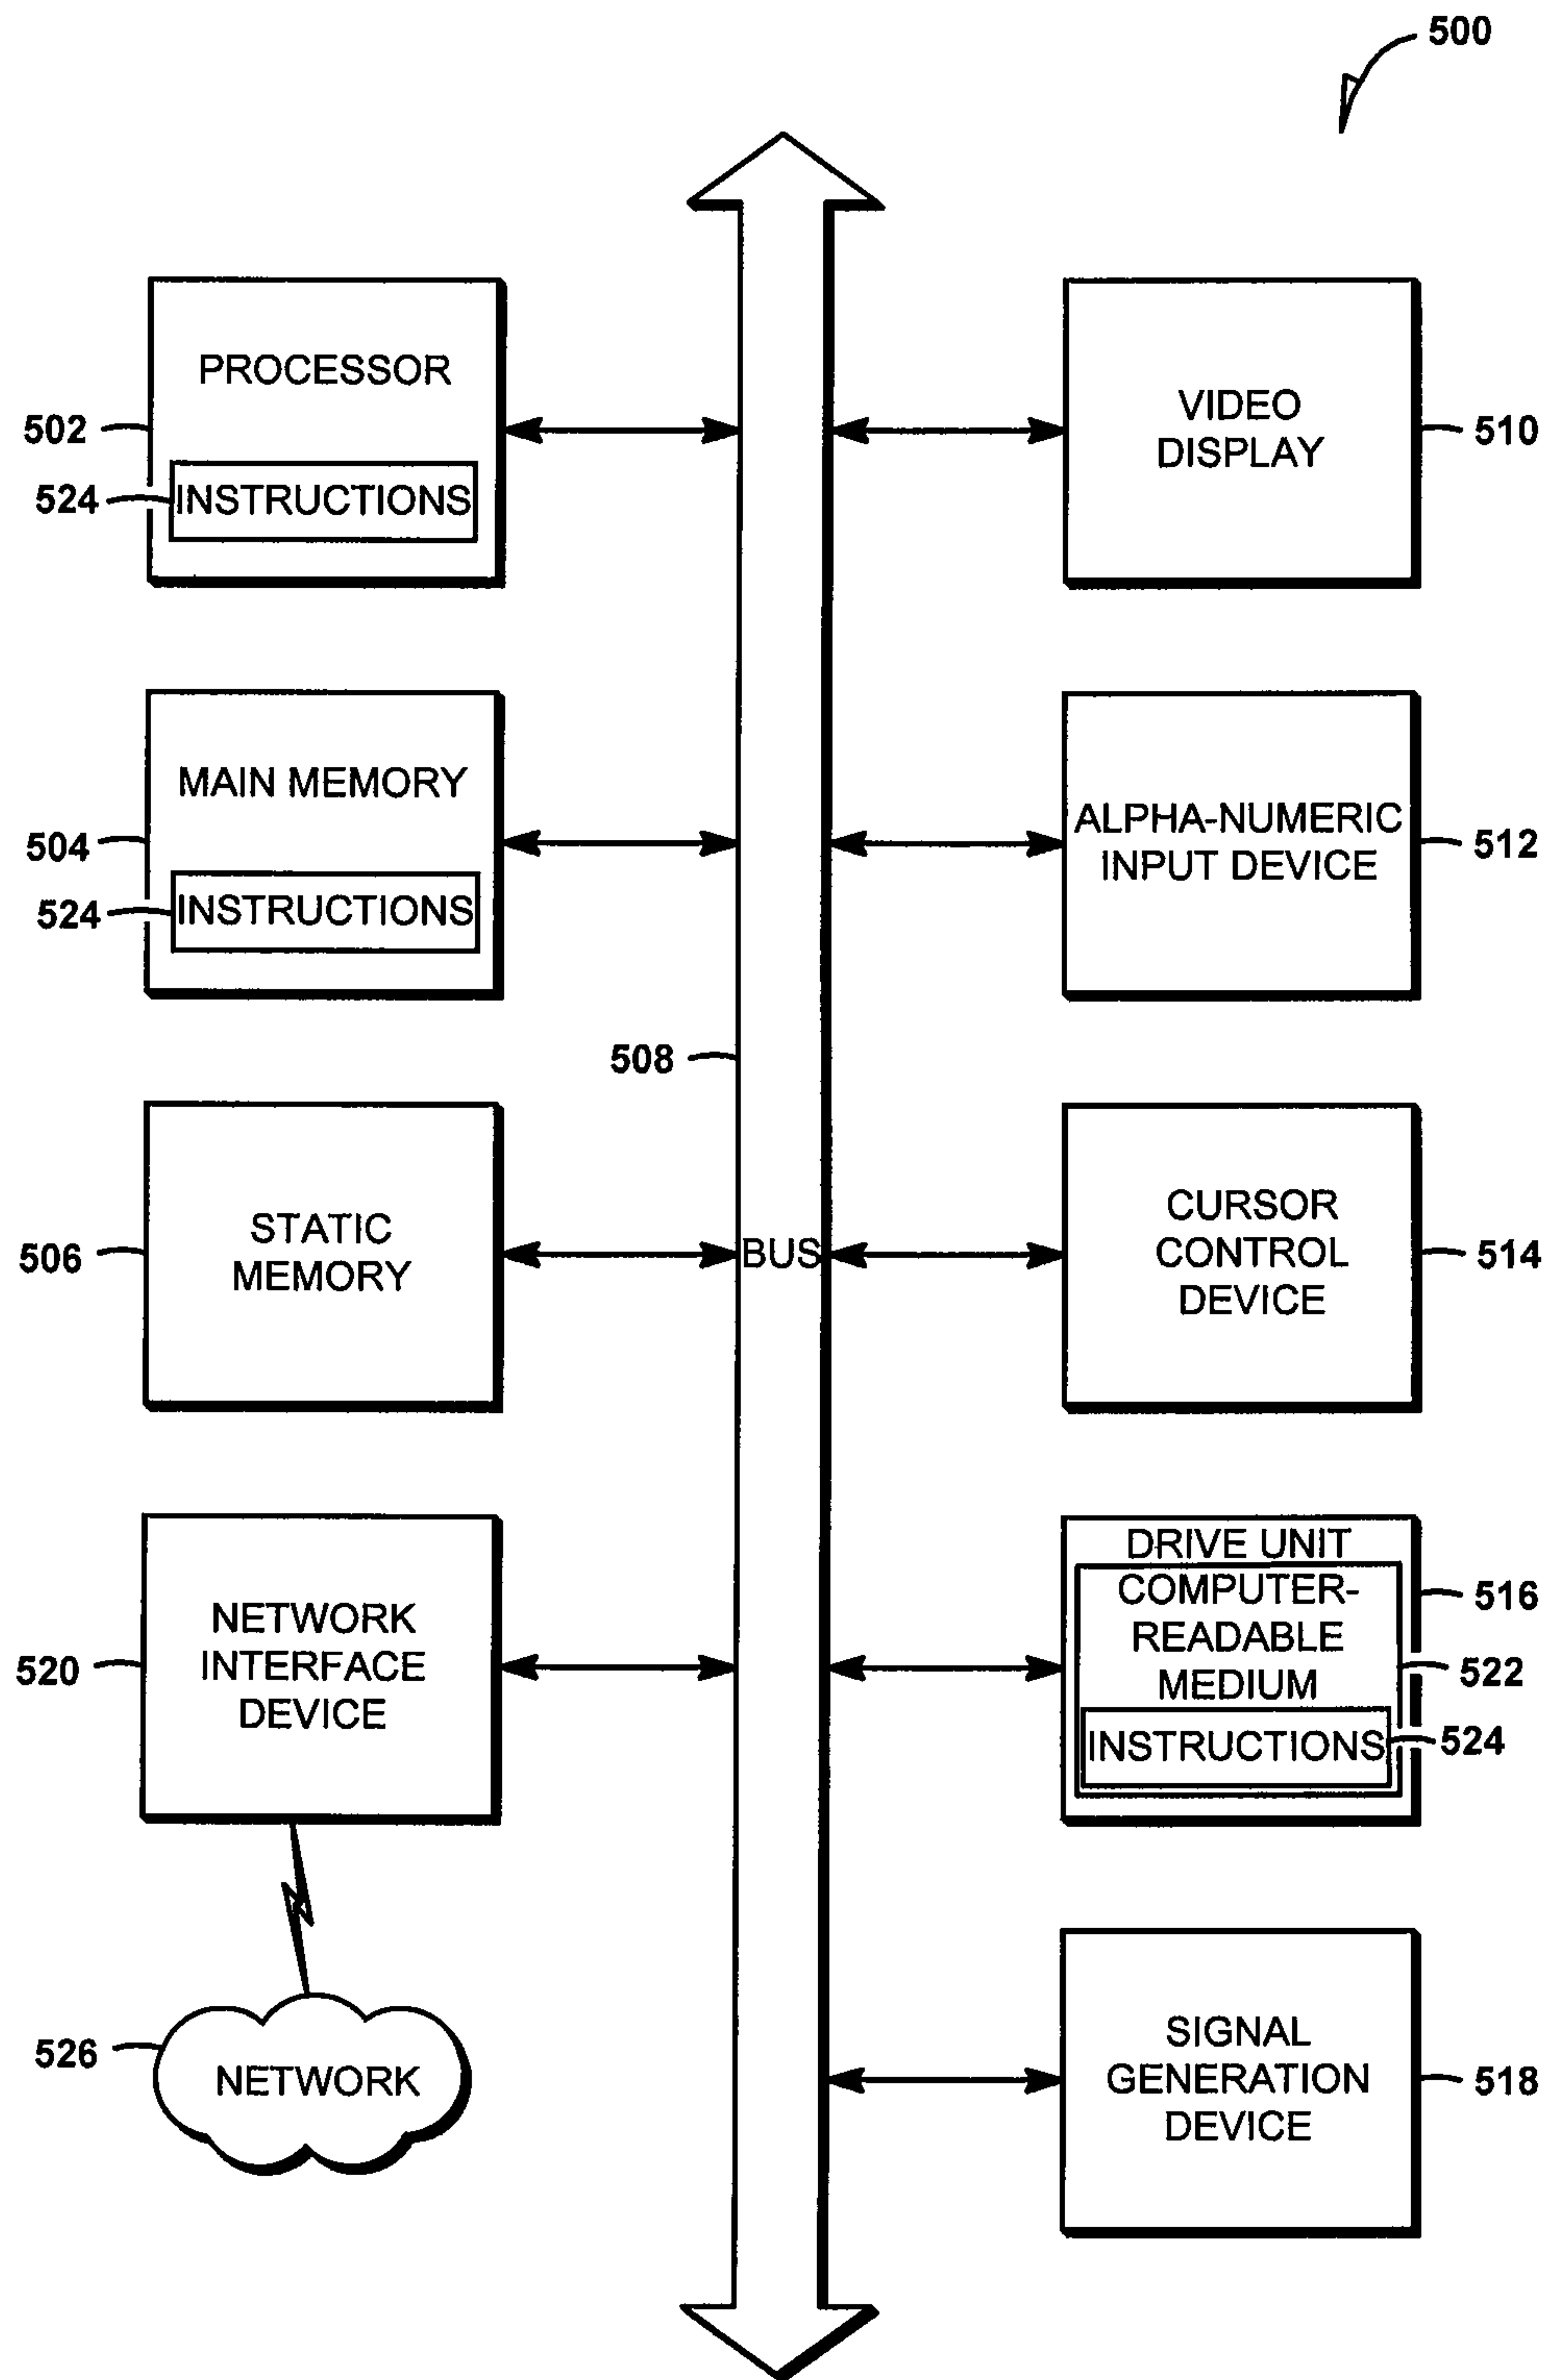 500
PROCESSOR
502
524
INSTRUCTIONS
VIDEO
DISPLAY
510
MAIN MEMORY
504
524
INSTRUCTIONS
ALPHA-NUMERIC
INPUT DEVICE
512
508
STATIC
MEMORY
506
BUS
CURSOR
CONTROL
DEVICE
514
NETWORK
INTERFACE
DEVICE
520
DRIVE UNIT
COMPUTER-
READABLE
MEDIUM
516
522
INSTRUCTIONS
524
526
NETWORK
SIGNAL
GENERATION
DEVICE
518